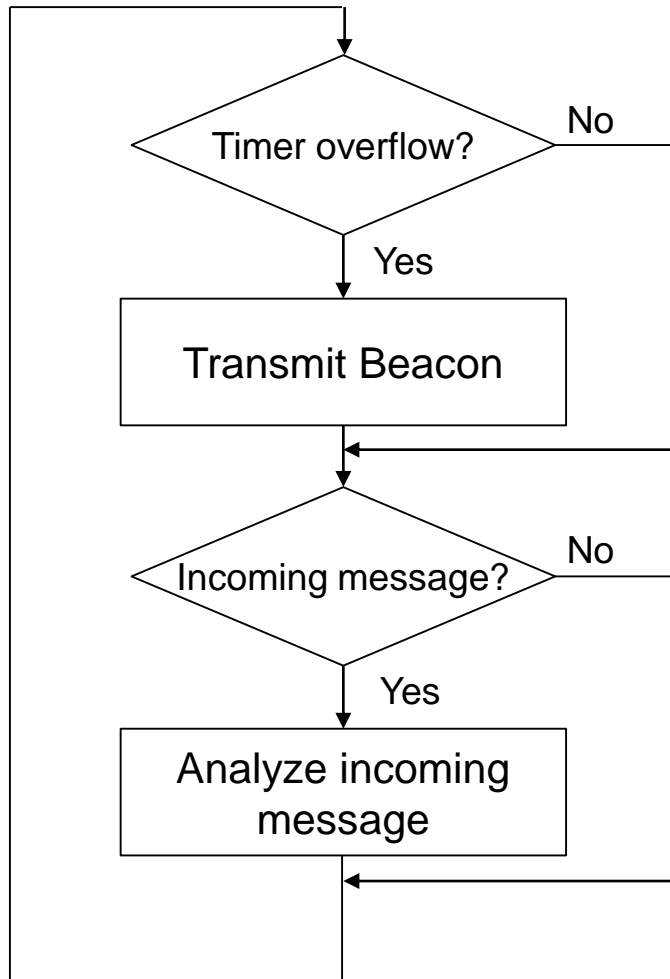 Timer overflow?
No
Yes
Transmit Beacon
Incoming message?
No
Yes
Analyze incoming
message